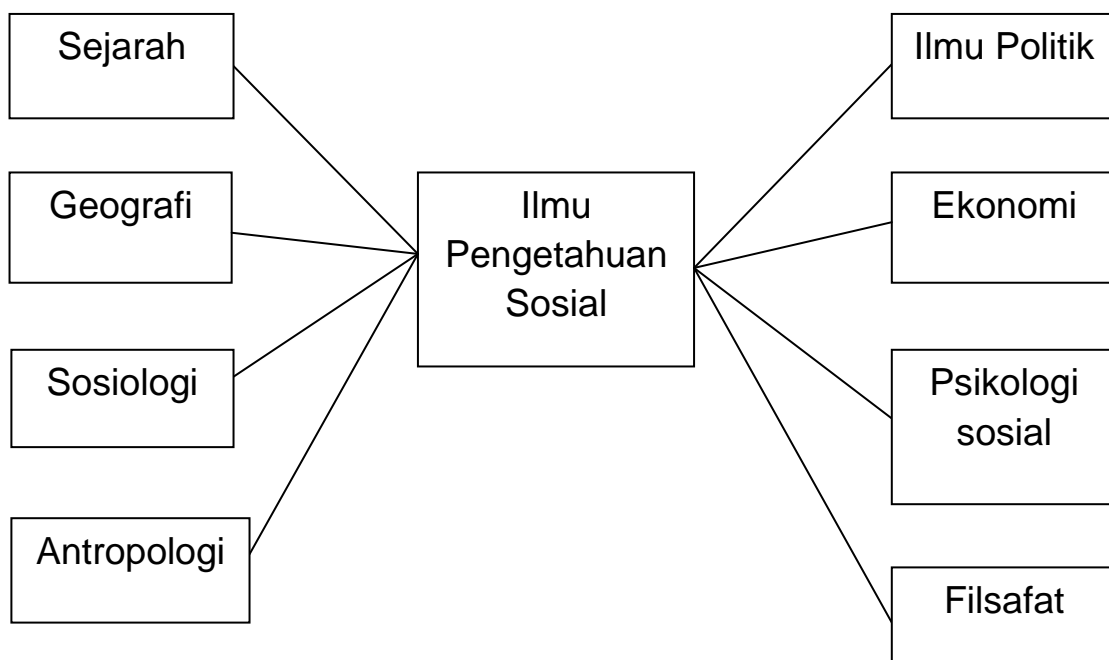 Sejarah
Geografi
Sosiologi
Antropologi
Ilmu
Pengetahuan
Sosial
Ilmu Politik
Ekonomi
Psikologi
sosial
Filsafat